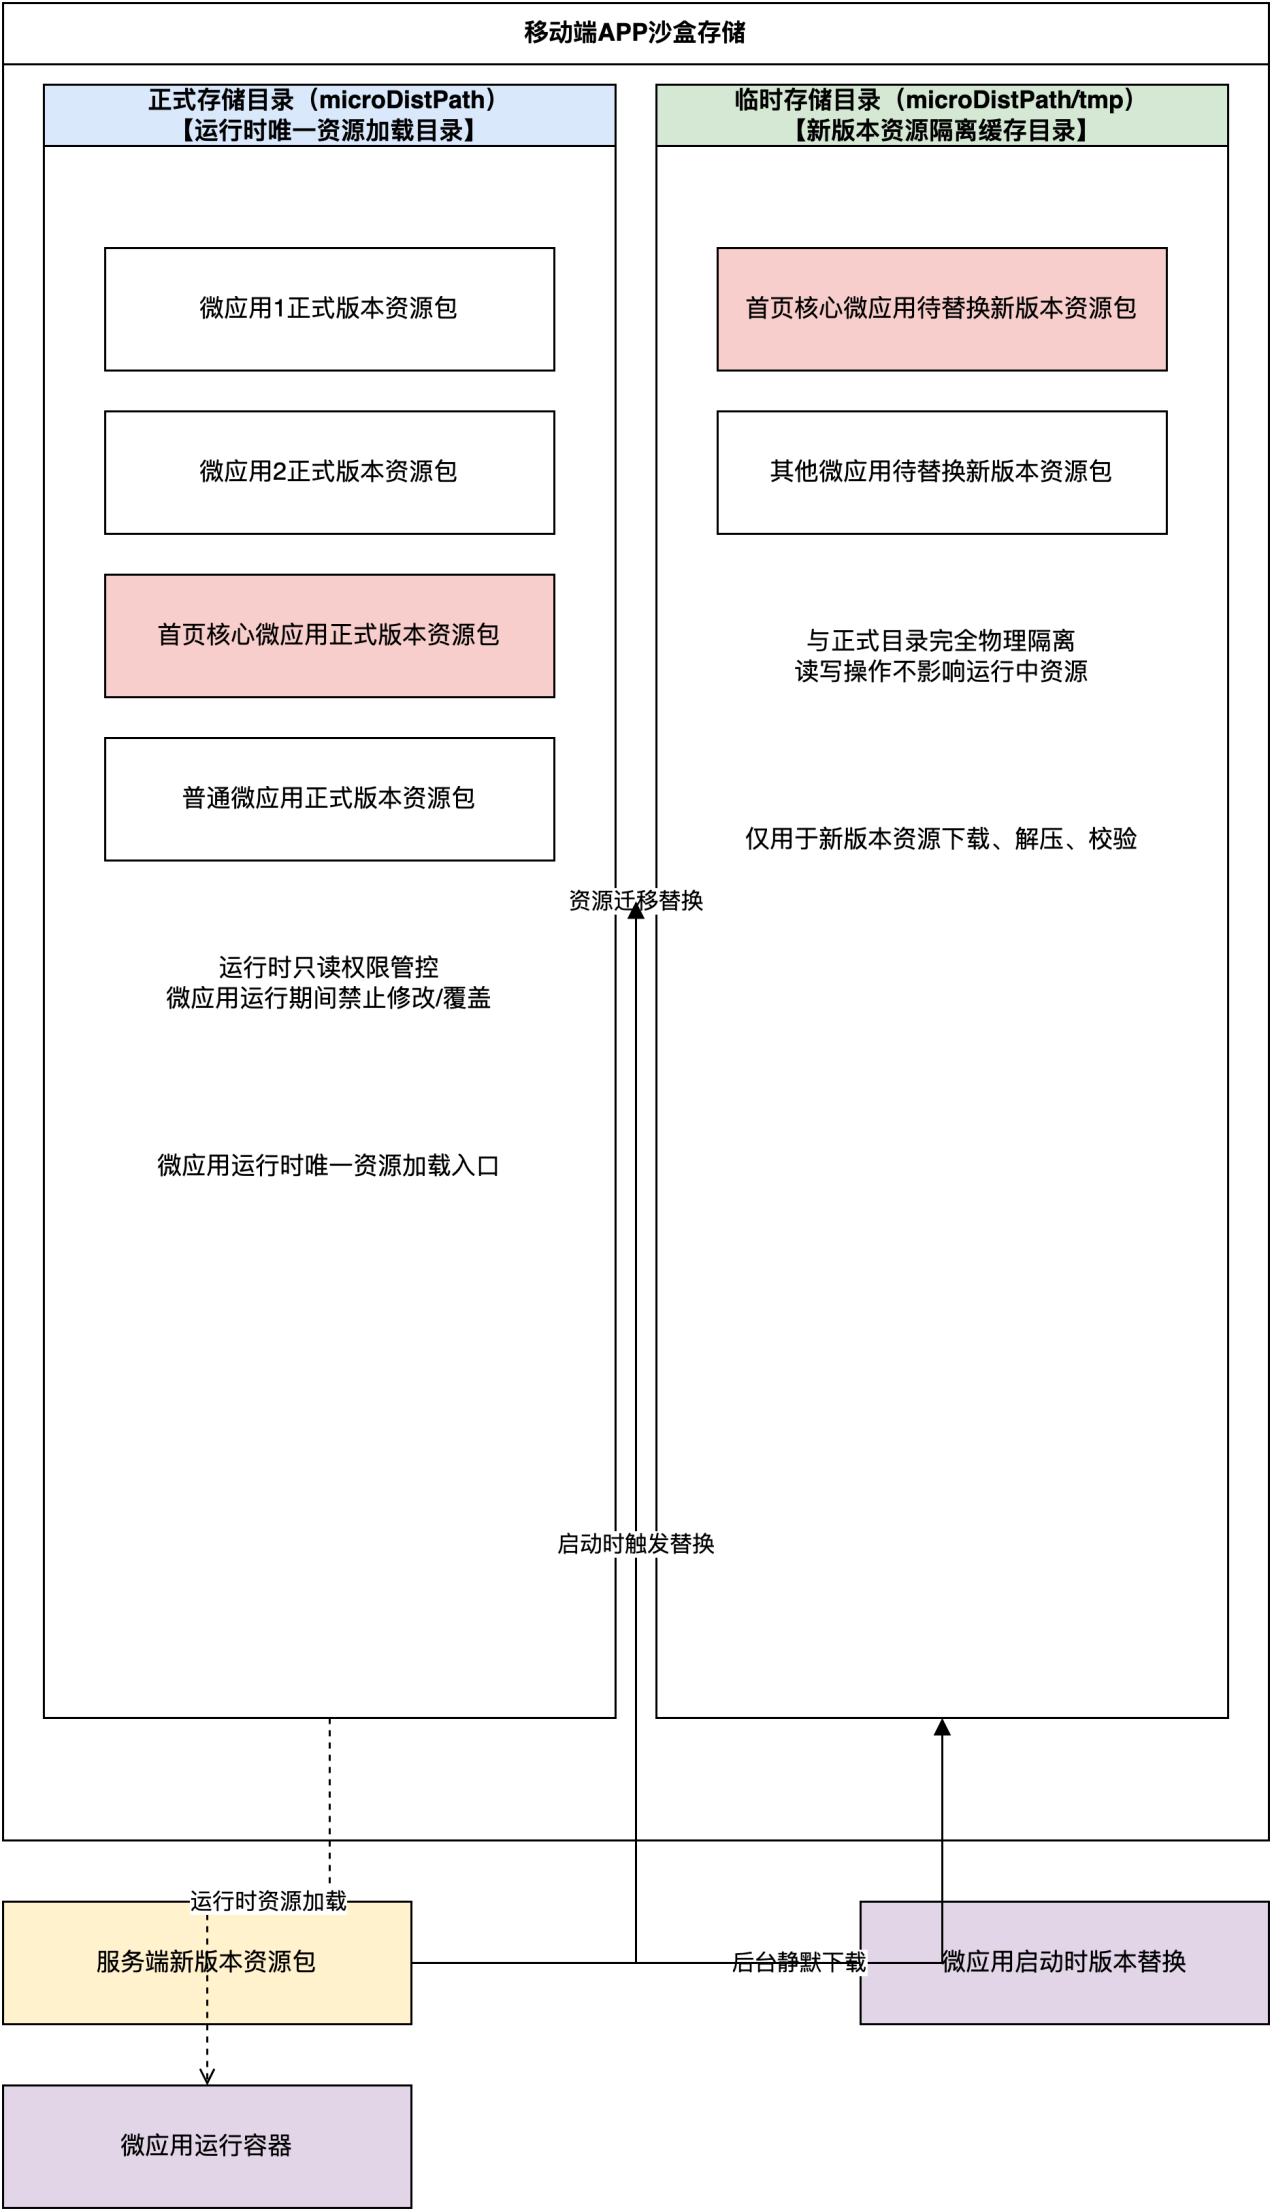 移动端APP沙盒存储
正式存储目录（microDistPath）
【运行时唯一资源加载目录】
微应用1正式版本资源包
微应用2正式版本资源包
首页核心微应用正式版本资源包
普通微应用正式版本资源包
运行时只读权限管控
微应用运行期间禁止修改/覆盖
微应用运行时唯一资源加载入口
临时存储目录（microDistPath/tmp）
【新版本资源隔离缓存目录】
首页核心微应用待替换新版本资源包
其他微应用待替换新版本资源包
与正式目录完全物理隔离
读写操作不影响运行中资源
仅用于新版本资源下载、解压、校验
资源迁移替换
启动时触发替换
运行时资源加载
服务端新版本资源包
后台静默下载
微应用启动时版本替换
微应用运行容器